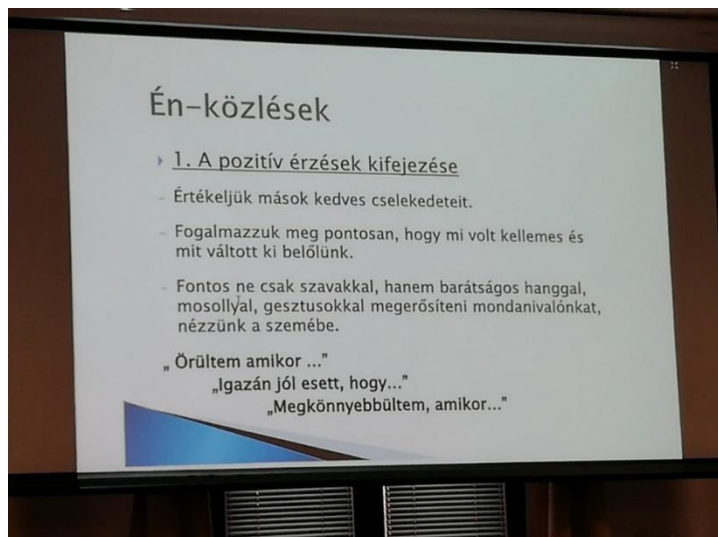 Én-közlések
1. A pozitív érzések kifejezése
- Értékeljük mások kedves cselekedeteit.
- Fogalmazzuk meg pontosan, hogy mi volt kellemes és
mit váltott ki belőlünk.
- Fontos ne csak szavakkal, hanem barátságos hanggal,
mosollyal, gesztusokkal megerősíteni mondanivalónkat,
nézzünk a szemébe.
„ Örültem amikor ..."
„Igazán jól esett, hogy..."
„Megkönnyebbültem, amikor..."